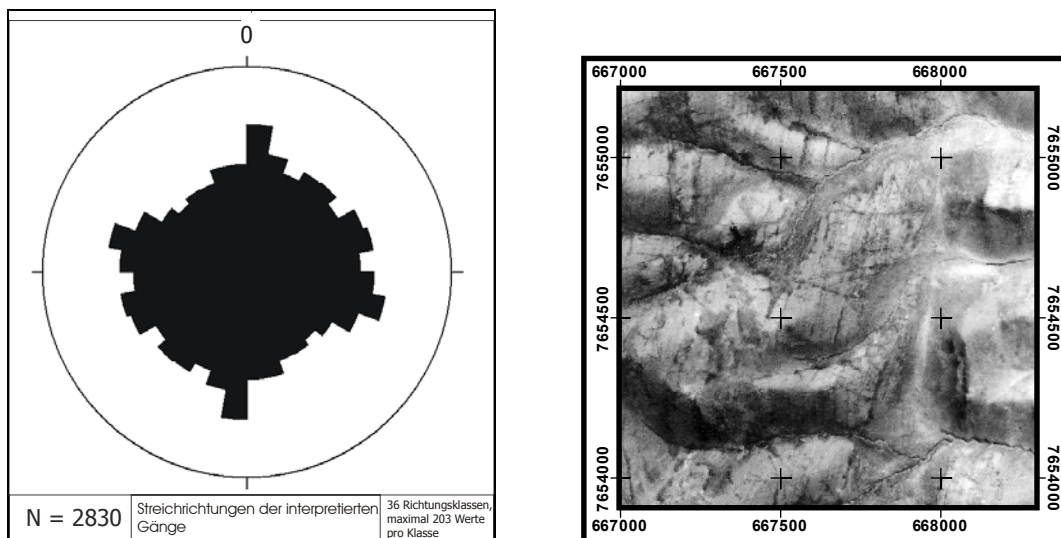 0
N = 2830
Streichrichtungen der interpretierten
Gänge
36 Richtungsklassen,
maximal 203 Werte
pro Klasse
667000 667500 668000
7655000 7655000
7654500 7654500
7654000 7654000
667000 667500 668000